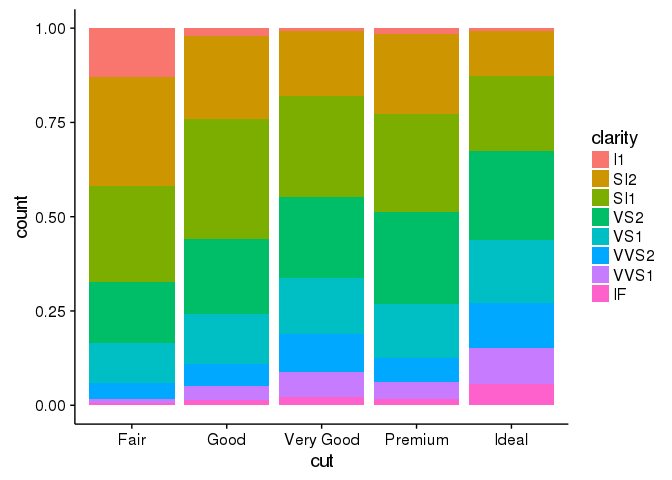 1.00
0.75
0.50
0.25
0.00
count
Fair
Good
Very Good
Premium
Ideal
cut
clarity
I1
SI2
SI1
VS2
VS1
VVS2
VVS1
IF